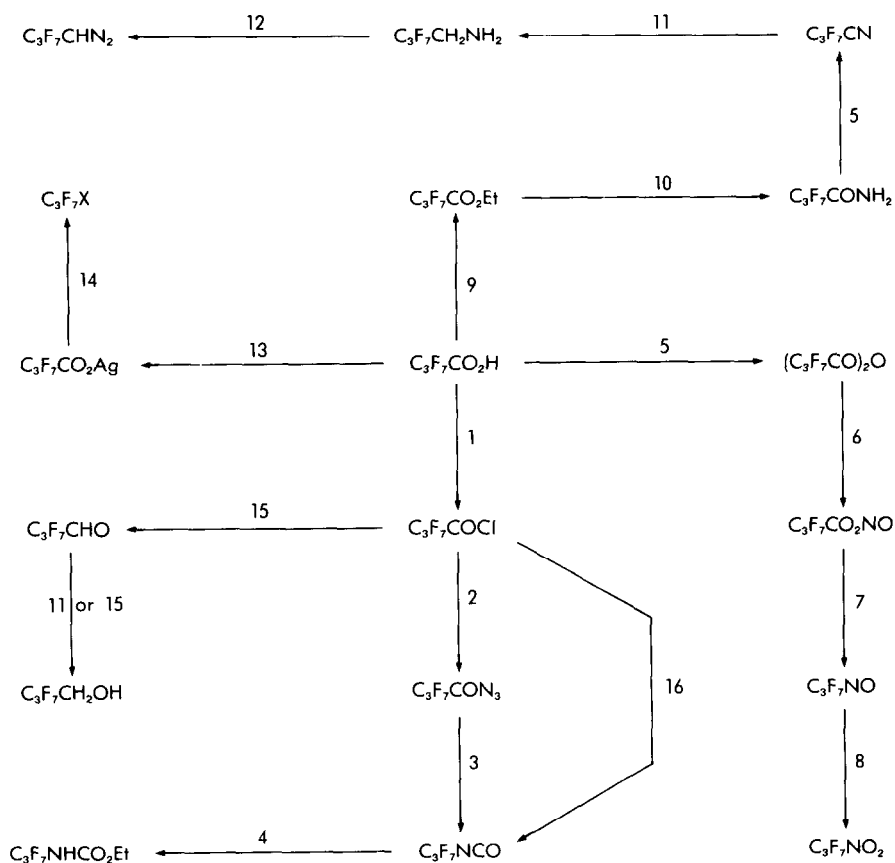 C₃F₇CHN₂ 12 C₃F₇CH₂NH₂ 11 C₃F₇CN
5
C₃F₇X C₃F₇CO₂Et 10 C₃F₇CONH₂
14 9
C₃F₇CO₂Ag 13 C₃F₇CO₂H 5 (C₃F₇CO)₂O
1 6
C₃F₇CHO 15 C₃F₇COCl C₃F₇CO₂NO
11 or 15 2 7
C₃F₇CH₂OH C₃F₇CON₃ 16 C₃F₇NO
3 8
C₃F₇NHCO₂Et 4 C₃F₇NCO C₃F₇NO₂